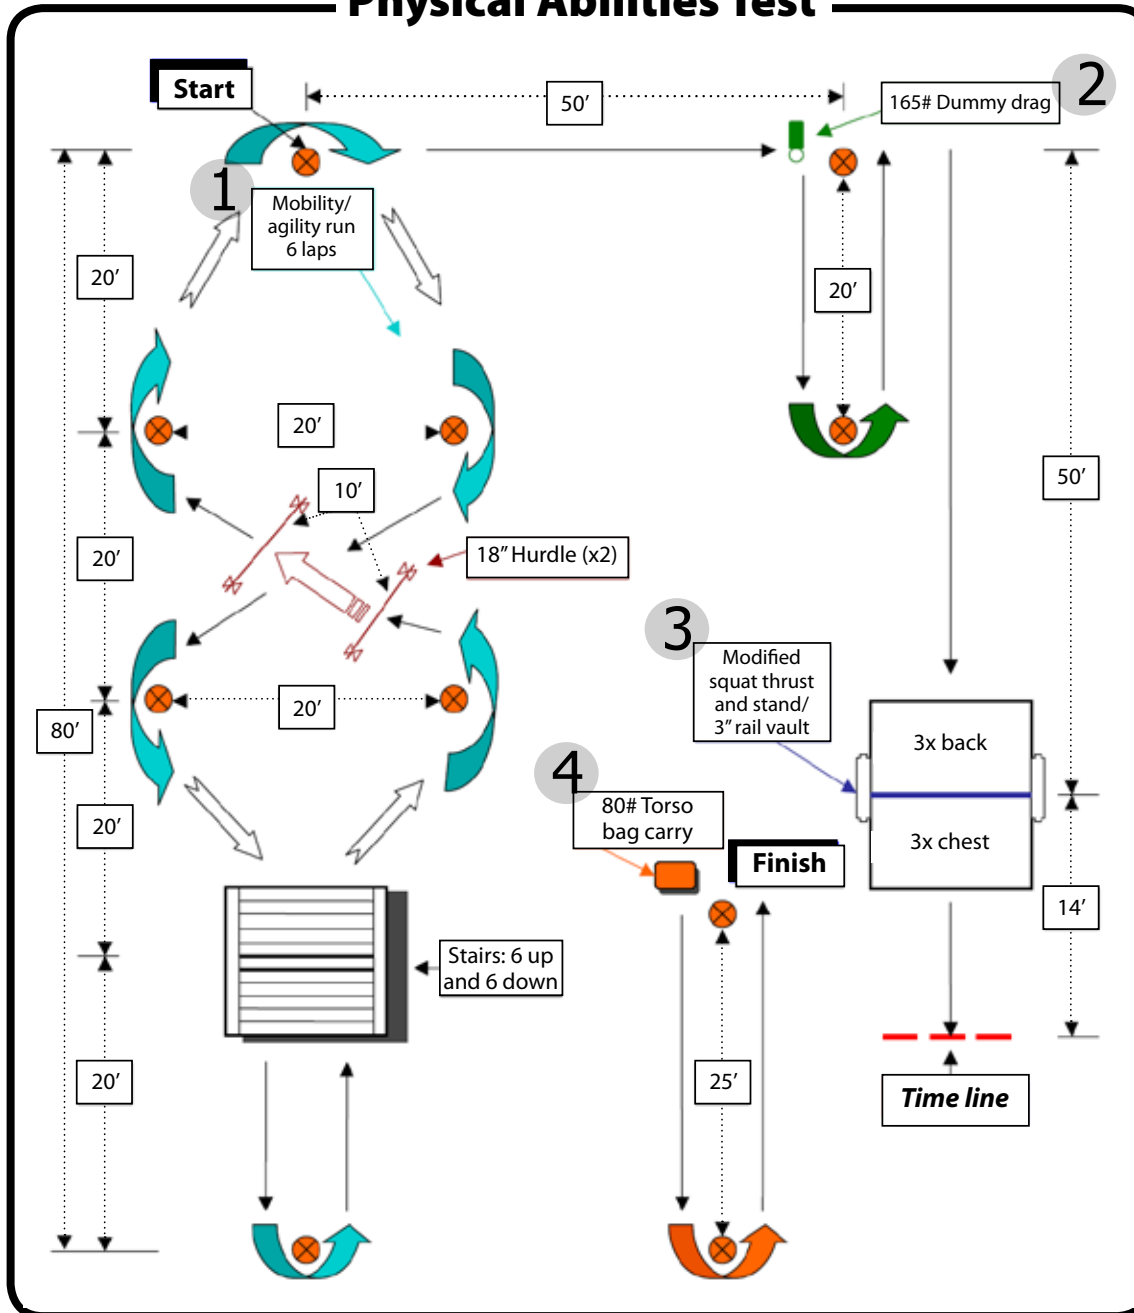 Physical Abilities Test
Start
50’
165# Dummy drag
2
1
Mobility/
agility run
6 laps
20’
20’
20’
10’
50’
20’
18” Hurdle (x2)
3
Modified
squat thrust
and stand/
3” rail vault
20’
80’
3x back
4
80# Torso
bag carry
20’
3x chest
Finish
14’
Stairs: 6 up
and 6 down
20’
25’
Time line